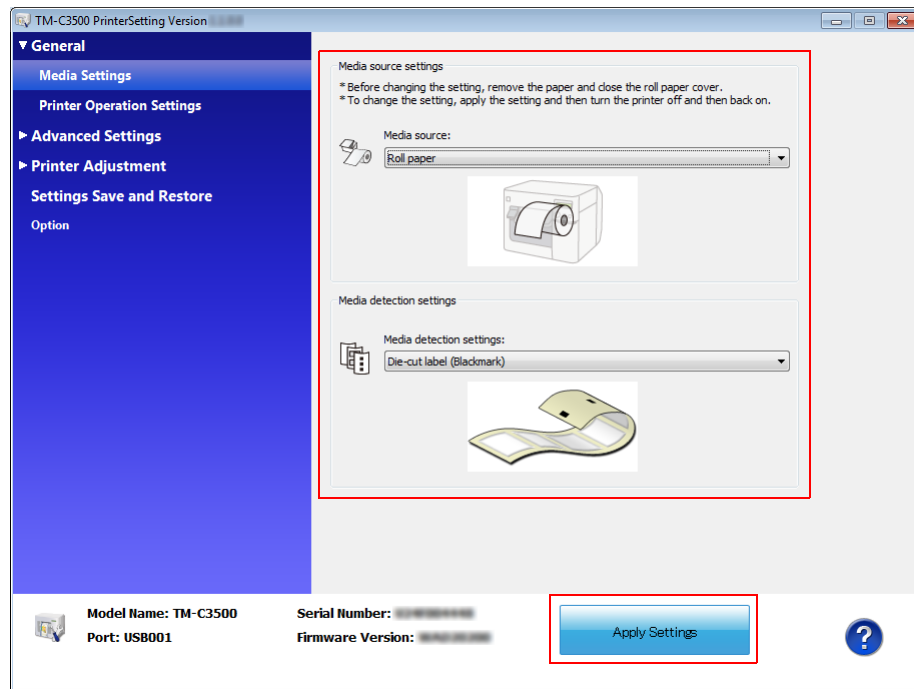 TM-C3500 PrinterSetting Version
General
Media Settings
Printer Operation Settings
Advanced Settings
Printer Adjustment
Settings Save and Restore
Option
Media source settings
* Before changing the setting, remove the paper and close the roll paper cover.
* To change the setting, apply the setting and then turn the printer off and then back on.
Media source:
Roll paper
Media detection settings
Media detection settings:
Die-cut label (Blackmark)
Model Name: TM-C3500
Serial Number:
Port: USB001
Firmware Version:
Apply Settings
?